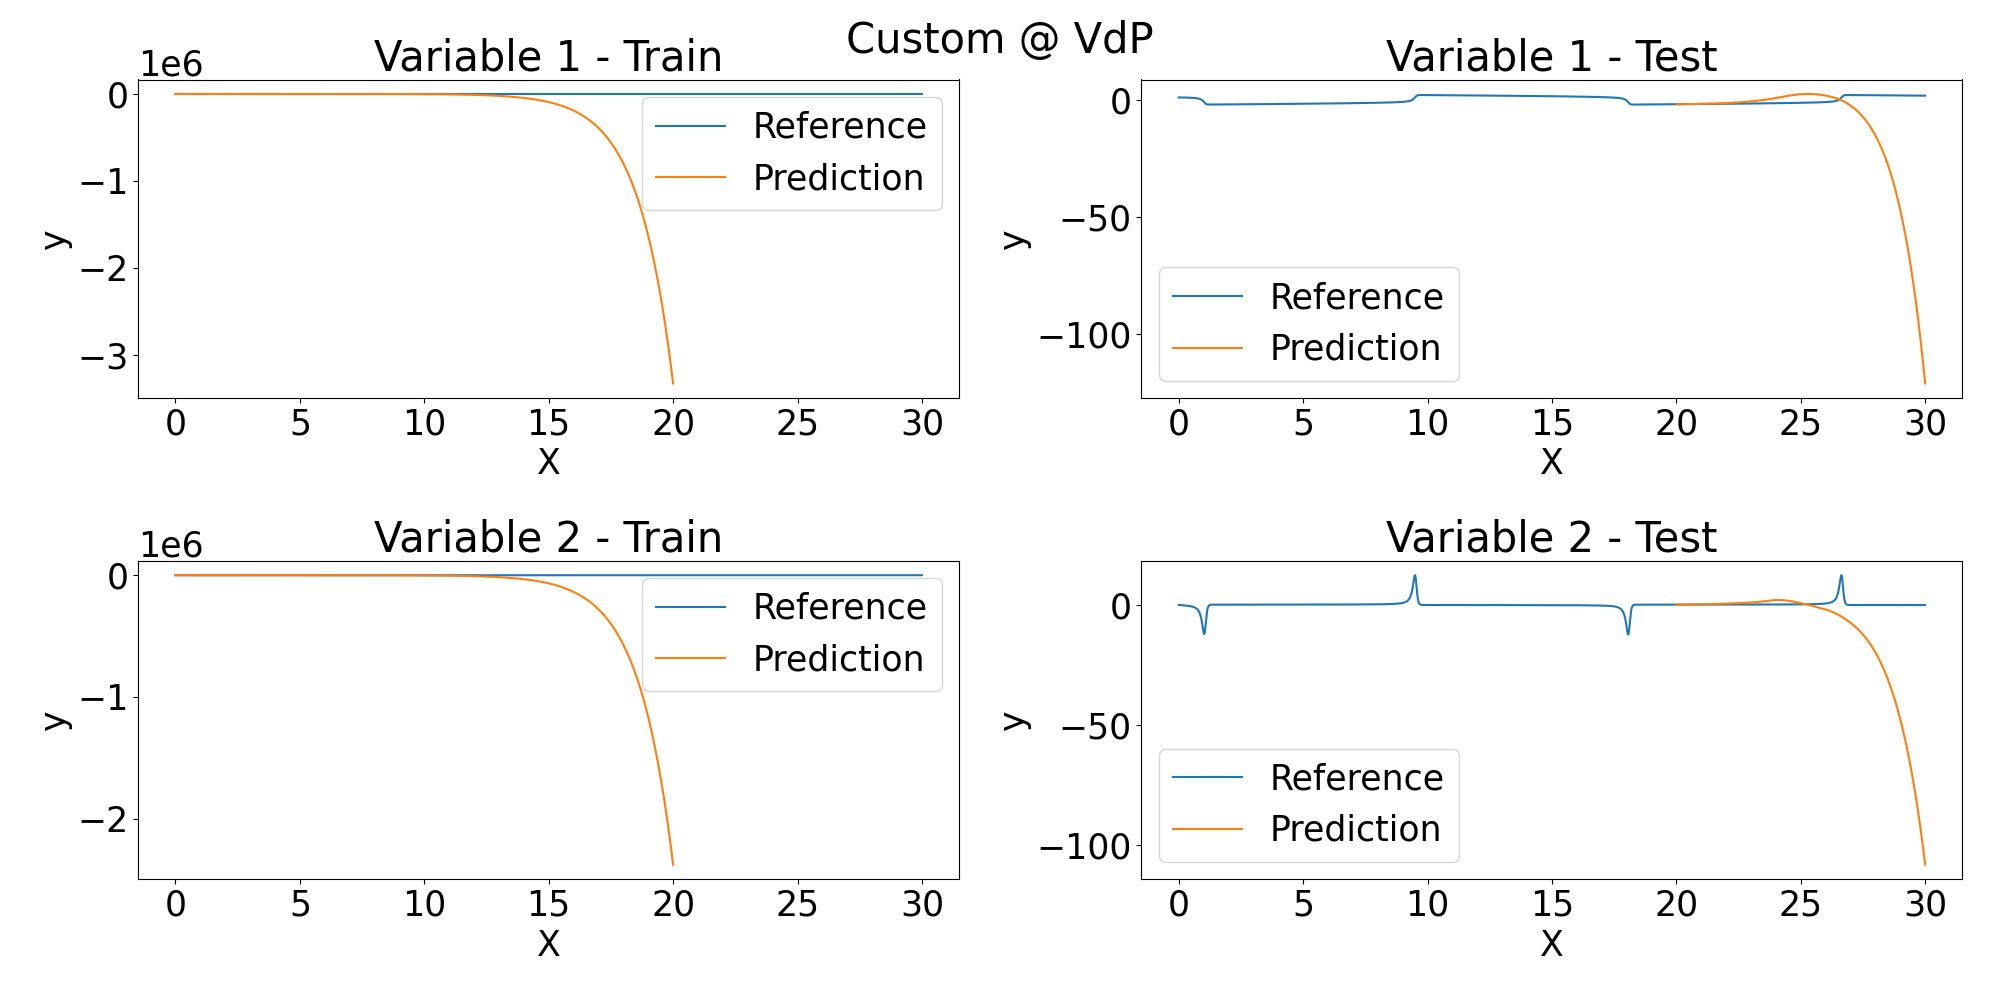 Custom @ VdP
Variable 1 - Train
1e6
0
−1
−2
−3
y
Reference
Prediction
0 5 10 15 20 25 30
X
Variable 1 - Test
0
−50
−100
y
Reference
Prediction
0 5 10 15 20 25 30
X
Variable 2 - Train
1e6
0
−1
−2
y
Reference
Prediction
0 5 10 15 20 25 30
X
Variable 2 - Test
0
−50
−100
y
Reference
Prediction
0 5 10 15 20 25 30
X